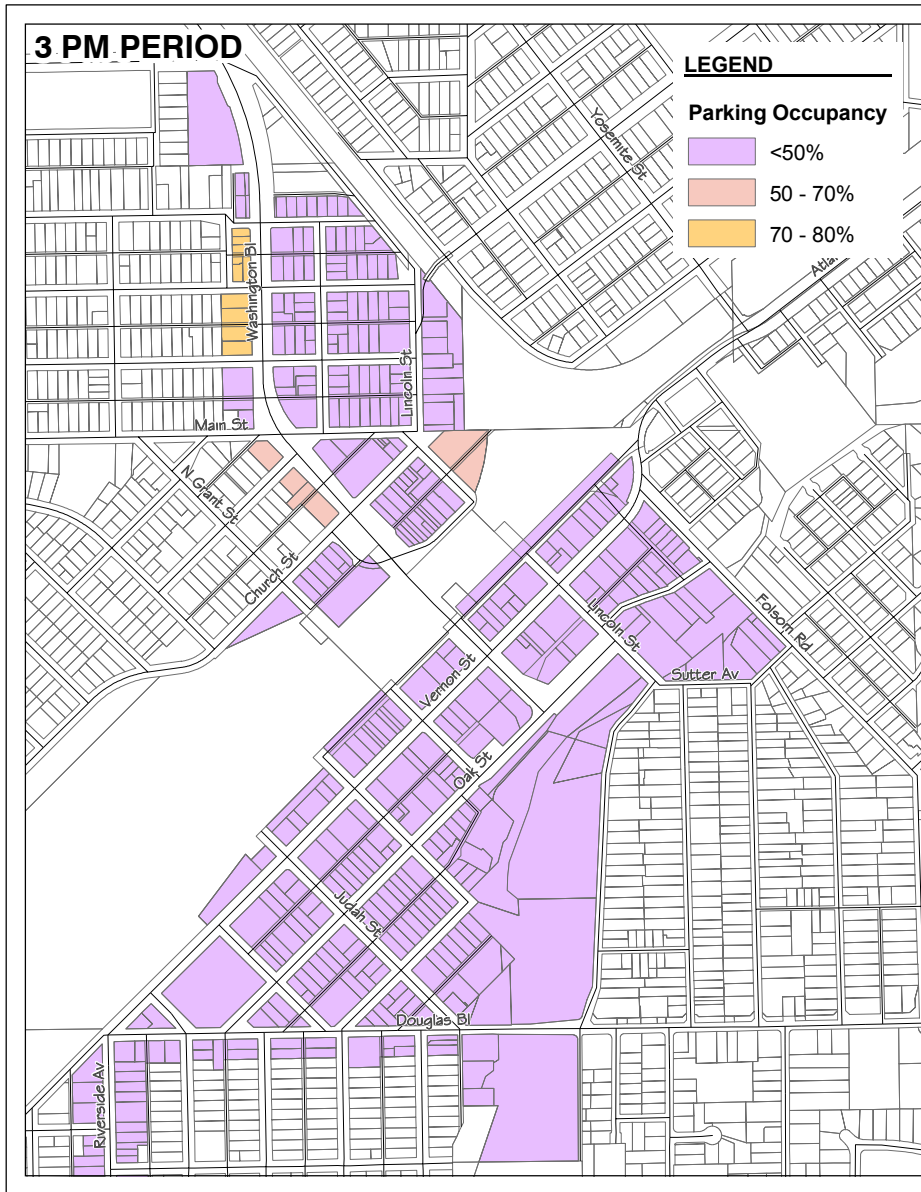 3 PM PERIOD
LEGEND
Parking Occupancy
<50%
50 - 70%
70 - 80%
Yosemite St
Washington Bl
Lincoln St
Main St
N Grant St
Church St
Lincoln St
Folsom Rd
Sutter Av
Vernon St
Oak St
Judah St
Douglas Bl
Riverside Av